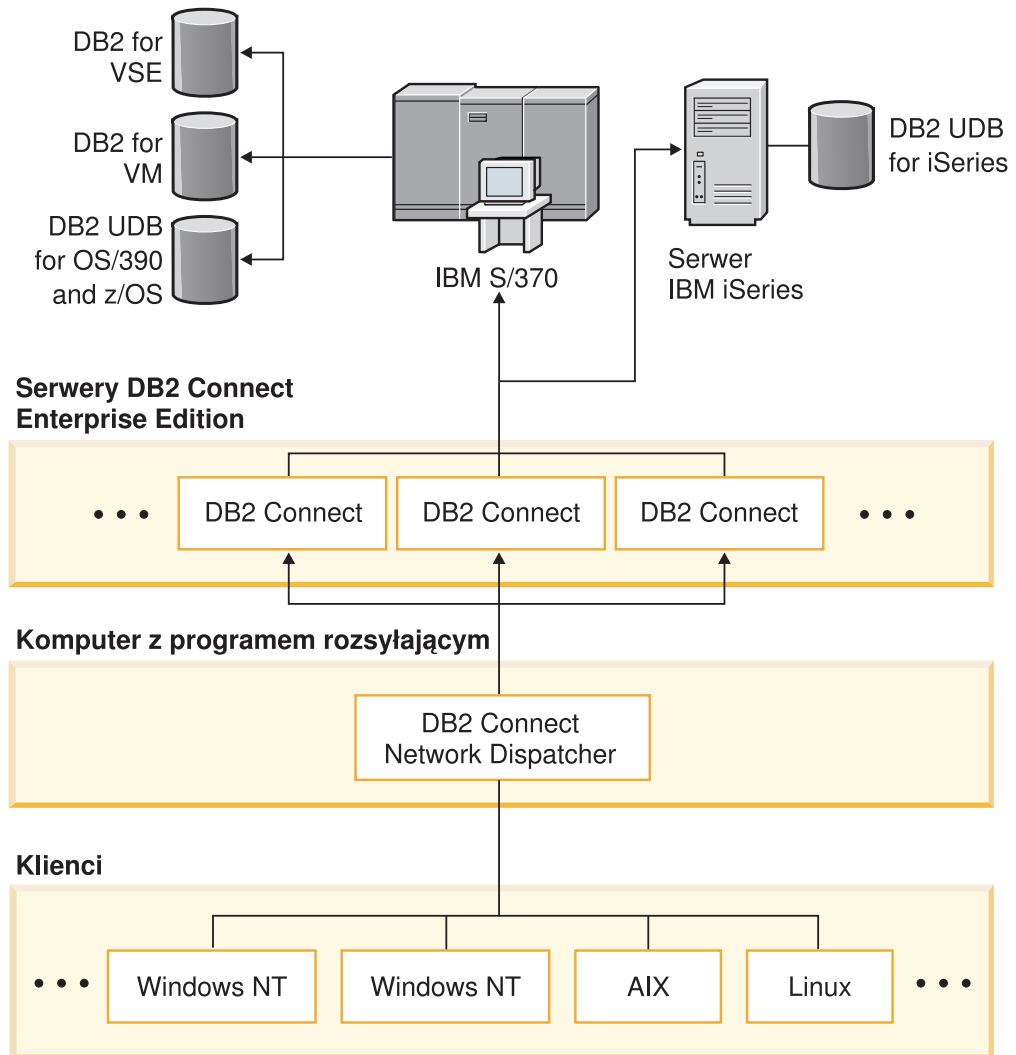 DB2 for
VSE
DB2 for
VM
DB2 UDB
for OS/390
and z/OS
IBM S/370
Serwer
IBM iSeries
DB2 UDB
for iSeries
Serwery DB2 Connect
Enterprise Edition
DB2 Connect
DB2 Connect
DB2 Connect
Komputer z programem rozsyłającym
DB2 Connect
Network Dispatcher
Klienci
Windows NT
Windows NT
AIX
Linux